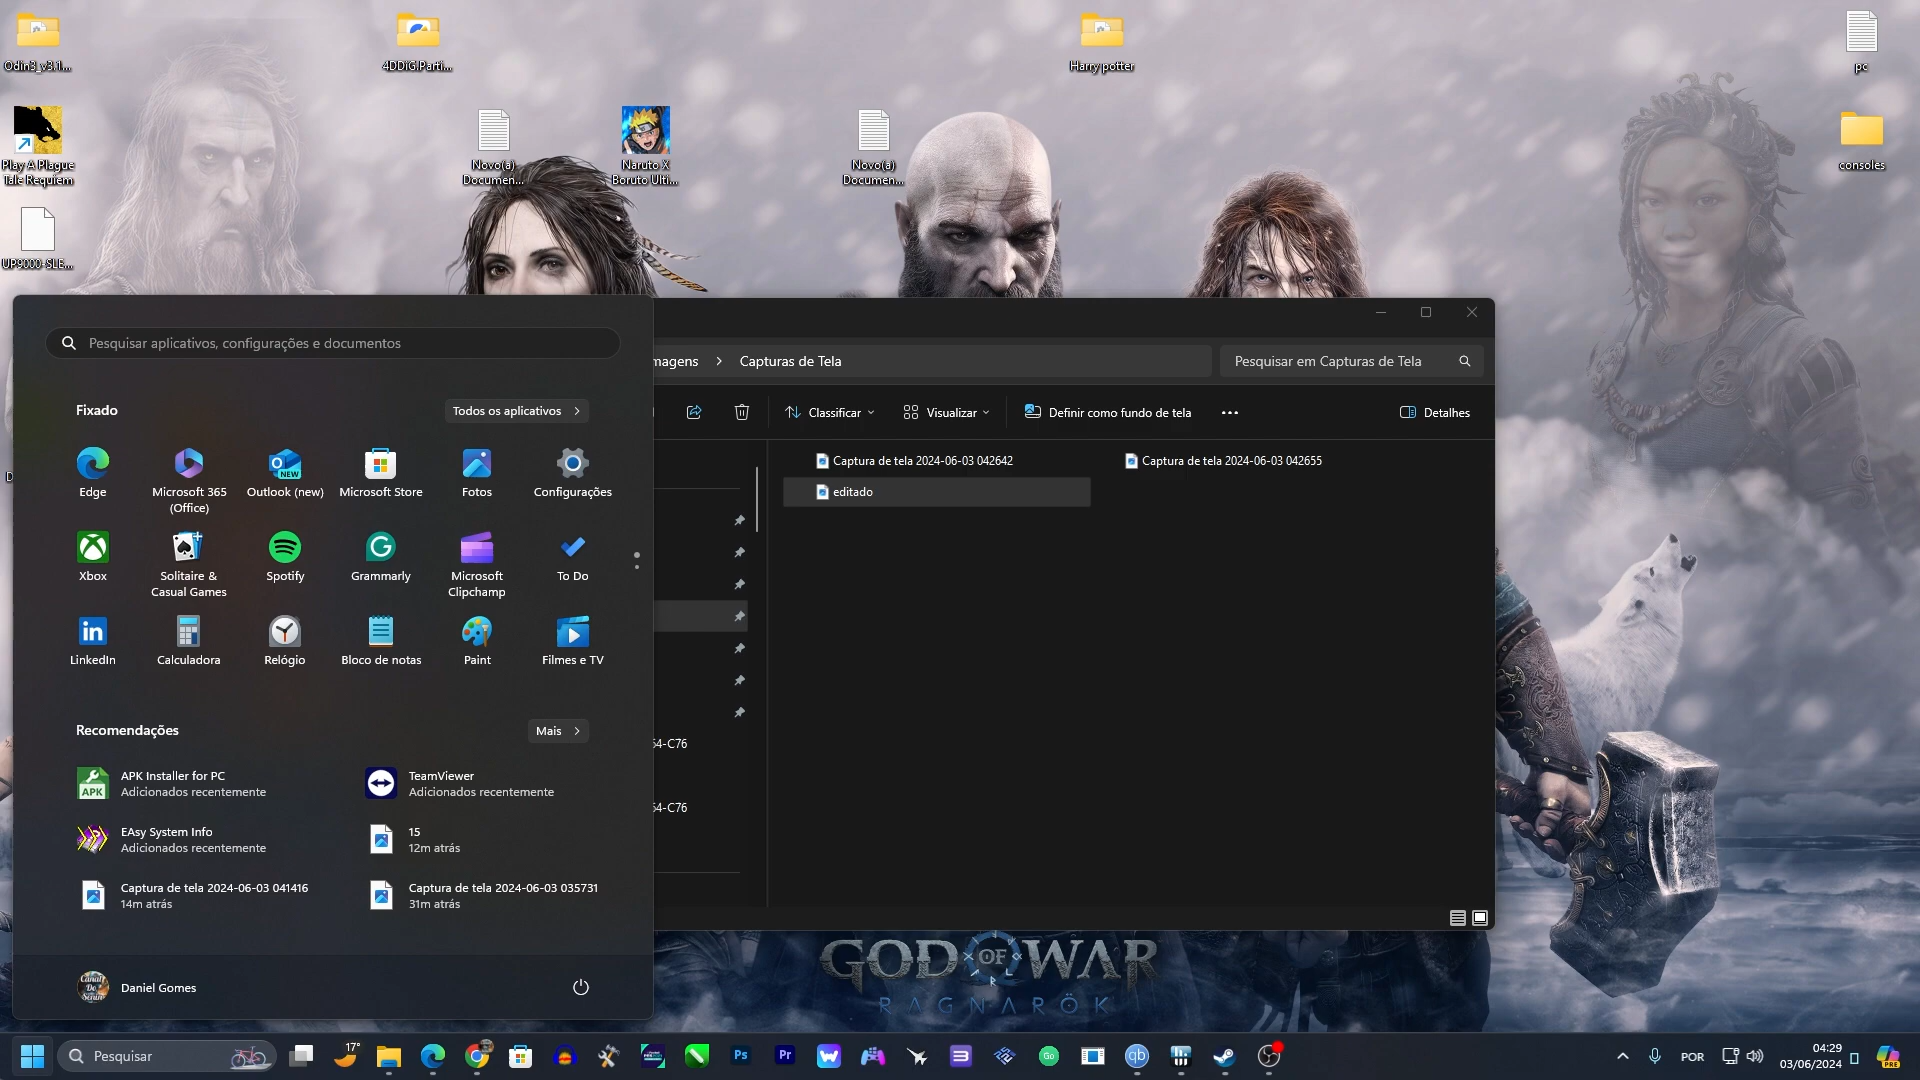 Odin3_v3.1...
4DDiG.Parti...
Harry potter
pc
Play A Plague
Tale Requiem
Novo(a)
Documen...
Naruto X
Boruto Ulti...
Novo(a)
Documen...
consoles
UP9000-SLE...
D
Pesquisar aplicativos, configurações e documentos
magens
Capturas de Tela
Pesquisar em Capturas de Tela
Fixado
Todos os aplicativos
Classificar
Visualizar
Definir como fundo de tela
Detalhes
Captura de tela 2024-06-03 042642
Captura de tela 2024-06-03 042655
editado
Edge
Microsoft 365
(Office)
NEW
Outlook (new)
Microsoft Store
Fotos
Configurações
Xbox
Solitaire &
Casual Games
Spotify
Grammarly
Microsoft
Clipchamp
To Do
LinkedIn
Calculadora
Relógio
Bloco de notas
Paint
Filmes e TV
Recomendações
Mais
64-C76
64-C76
APK
APK Installer for PC
Adicionados recentemente
TeamViewer
Adicionados recentemente
EAsy System Info
Adicionados recentemente
15
12m atrás
Captura de tela 2024-06-03 041416
14m atrás
Captura de tela 2024-06-03 035731
31m atrás
Daniel Gomes
GOD OF WAR
RAGNARÖK
Pesquisar
17°
Ps
Pr
Go
qb
POR
04:29
03/06/2024
PRE